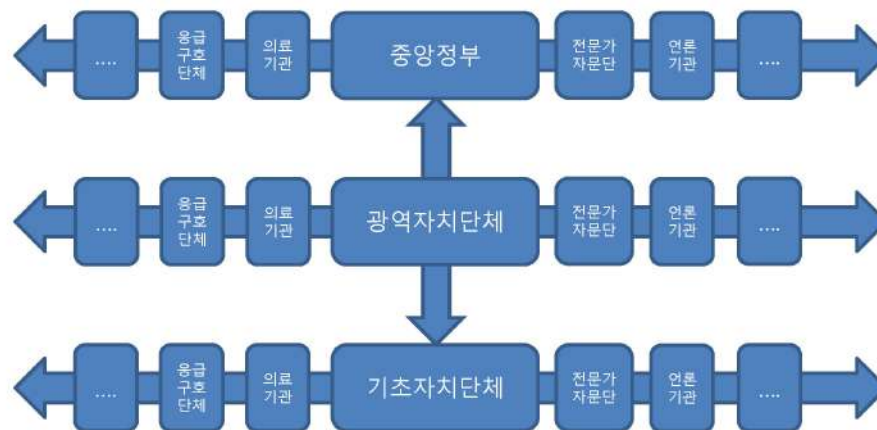 ....
응급
구호
단체
의료
기관
중앙정부
전문가
자문단
언론
기관
....
....
응급
구호
단체
의료
기관
광역자치단체
전문가
자문단
언론
기관
....
....
응급
구호
단체
의료
기관
기초자치단체
전문가
자문단
언론
기관
....